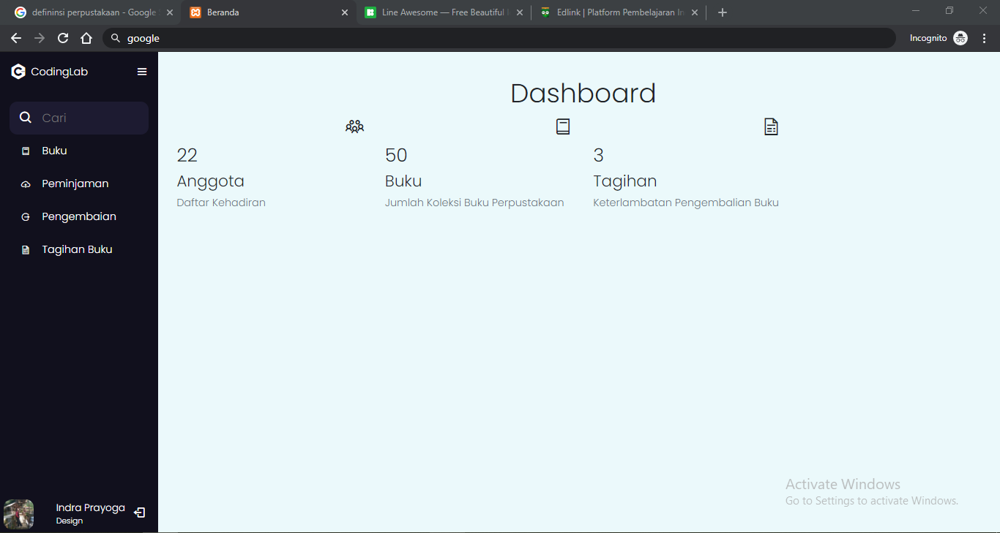 defininsi perpustakaan - Google
Beranda
Line Awesome — Free Beautiful
Edlink | Platform Pembelajaran
google
Incognito
CodingLab
Cari
Buku
Peminjaman
Pengembaian
Tagihan Buku
Dashboard
22
Anggota
Daftar Kehadiran
50
Buku
Jumlah Koleksi Buku Perpustakaan
3
Tagihan
Keterlambatan Pengembalian Buku
Activate Windows
Go to Settings to activate Windows.
Indra Prayoga
Design